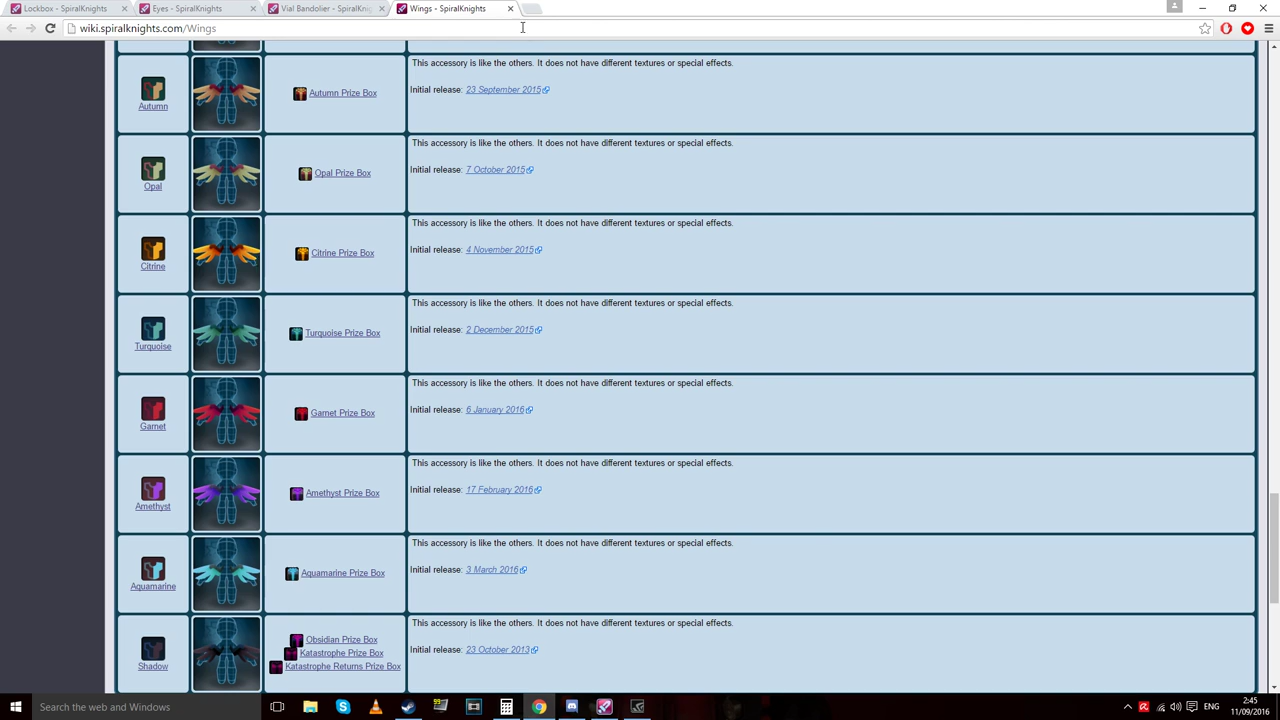 Lockbox - SpiralKnights
Eyes - SpiralKnights
Vial Bandolier - SpiralKnig
Wings - SpiralKnights
wiki.spiralknights.com/Wings
This accessory is like the others. It does not have different textures or special effects.
Autumn
Autumn Prize Box
Initial release: 23 September 2015
This accessory is like the others. It does not have different textures or special effects.
Opal
Opal Prize Box
Initial release: 7 October 2015
This accessory is like the others. It does not have different textures or special effects.
Citrine
Citrine Prize Box
Initial release: 4 November 2015
This accessory is like the others. It does not have different textures or special effects.
Turquoise
Turquoise Prize Box
Initial release: 2 December 2015
This accessory is like the others. It does not have different textures or special effects.
Garnet
Garnet Prize Box
Initial release: 6 January 2016
This accessory is like the others. It does not have different textures or special effects.
Amethyst
Amethyst Prize Box
Initial release: 17 February 2016
This accessory is like the others. It does not have different textures or special effects.
Aquamarine
Aquamarine Prize Box
Initial release: 3 March 2016
This accessory is like the others. It does not have different textures or special effects.
Shadow
Obsidian Prize Box
Katastrophe Prize Box
Katastrophe Returns Prize Box
Initial release: 23 October 2013
Search the web and Windows
ENG
2:45
11/09/2016